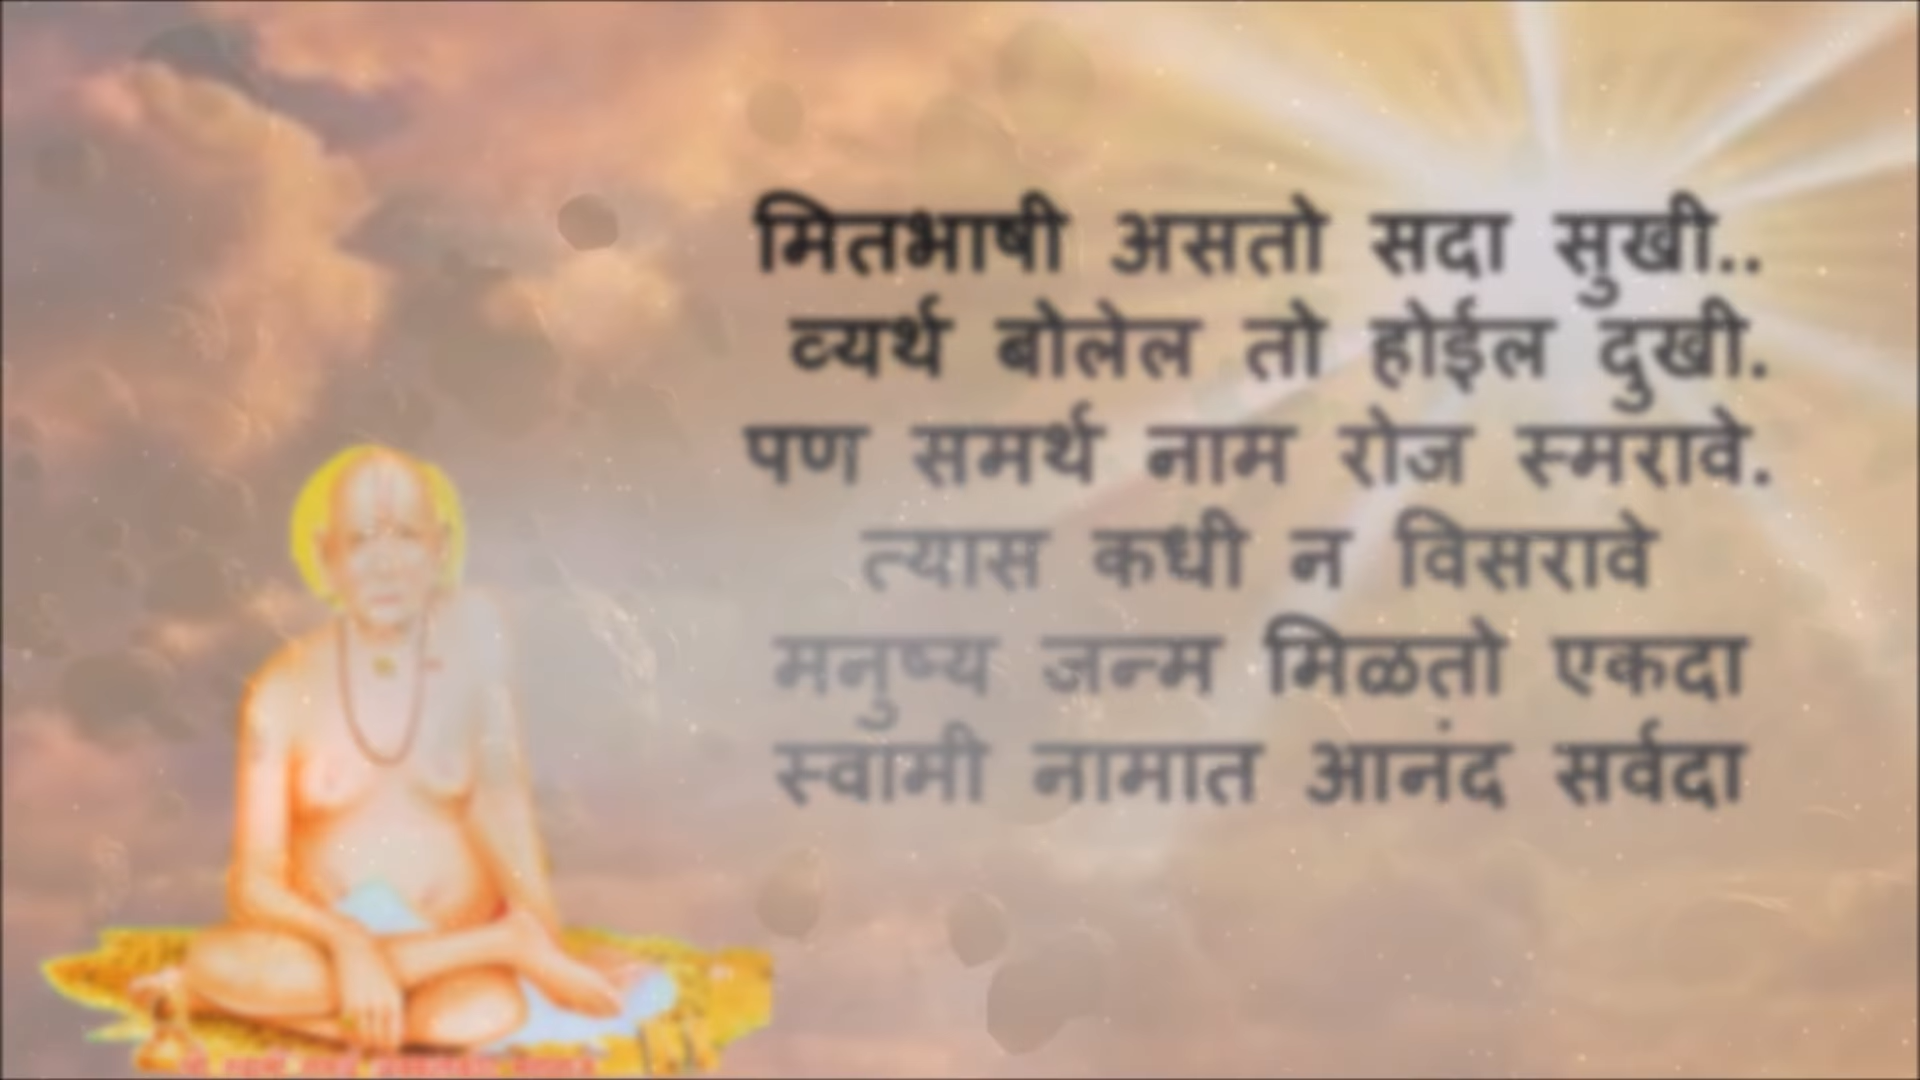 मितभाषी असतो सदा सुखी..
व्यर्थ बोलेल तो होईल दुखी.
पण समर्थ नाम रोज स्मरावे.
त्यास कधी न विसरावे
मनुष्य जन्म मिळतो एकदा
स्वामी नामात आनंद सर्वदा